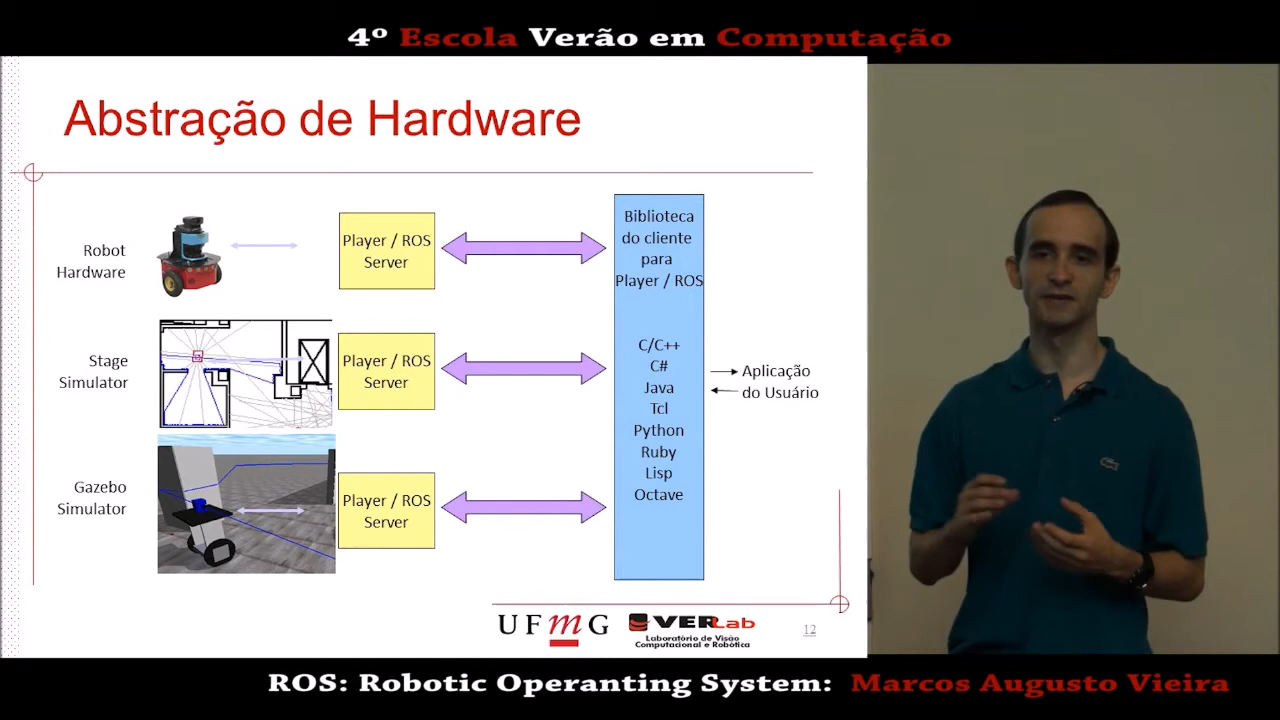 4º Escola Verão em Computação
Abstração de Hardware
Robot
Hardware
Player / ROS
Server
Biblioteca
do cliente
para
Player / ROS
Stage
Simulator
Player / ROS
Server
C/C++
C#
Java
Tcl
Python
Ruby
Lisp
Octave
Aplicação
do Usuário
Gazebo
Simulator
Player / ROS
Server
UFmG
VERLab
Laboratório de Visão
Computacional e Robótica
12
ROS: Robotic Operanting System: Marcos Augusto Vieira